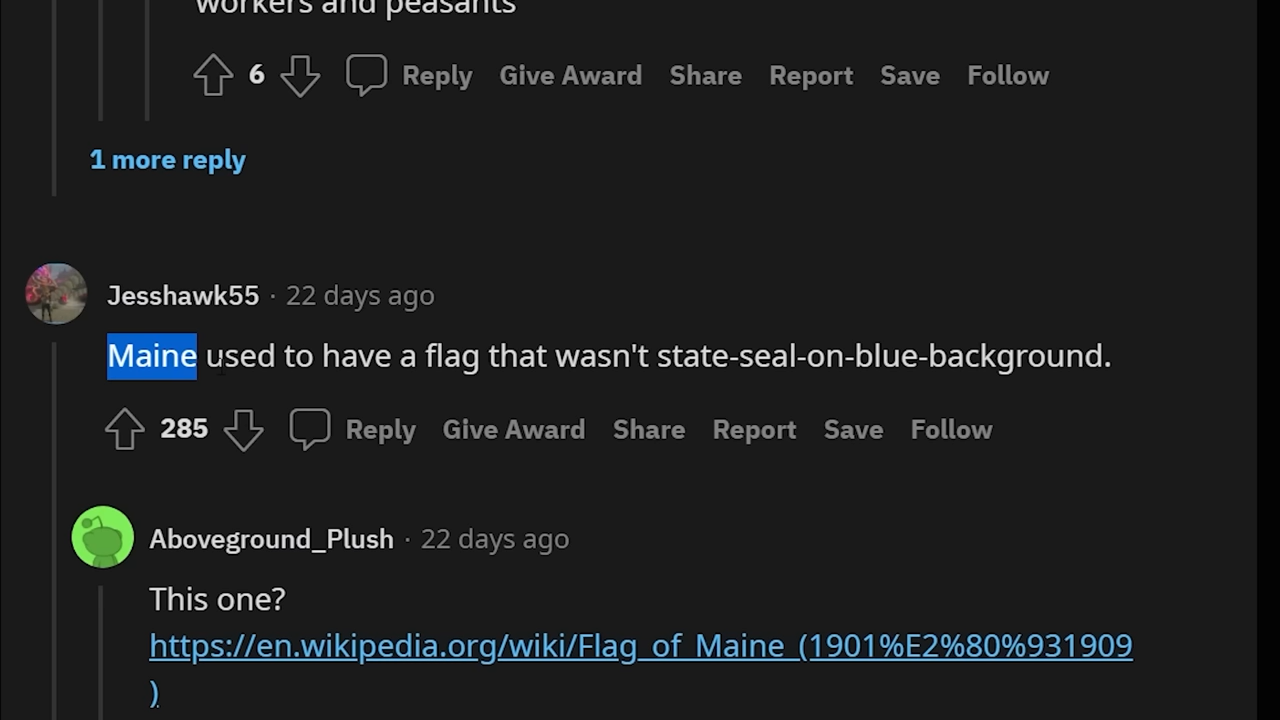 workers and peasants
6 Reply Give Award Share Report Save Follow
1 more reply
Jesshawk55 · 22 days ago
Maine used to have a flag that wasn't state-seal-on-blue-background.
285 Reply Give Award Share Report Save Follow
Aboveground_Plush · 22 days ago
This one?
https://en.wikipedia.org/wiki/Flag_of_Maine_(1901%E2%80%931909
)